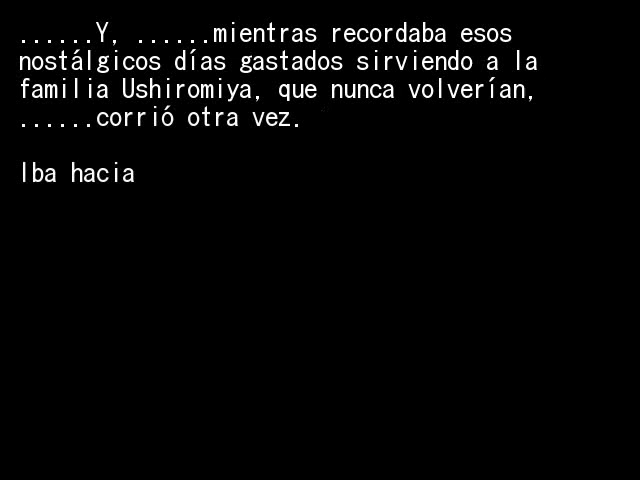 ......Y, ......mientras recordaba esos
nostálgicos días gastados sirviendo a la
familia Ushiromiya, que nunca volverían,
......corrió otra vez.
Iba hacia